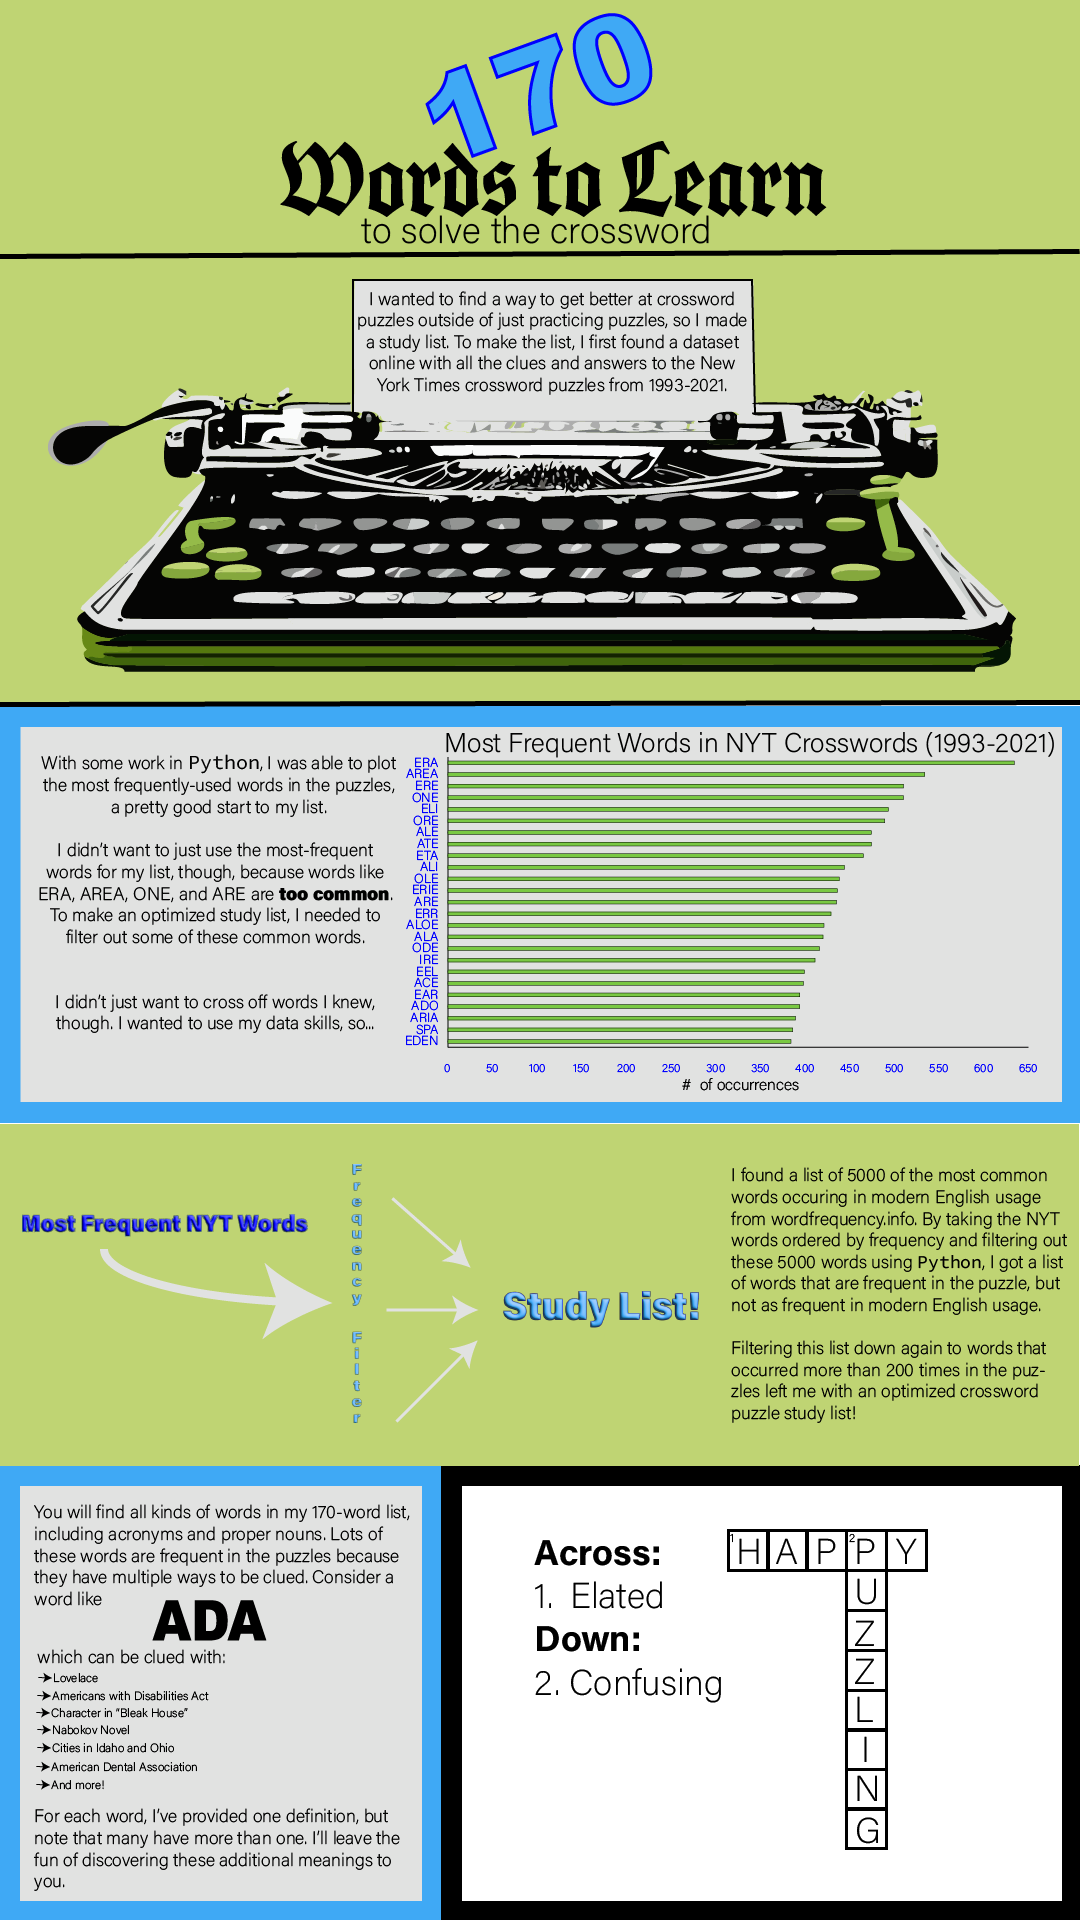 170
Words to Learn
to solve the crossword
I wanted to find a way to get better at crossword
puzzles outside of just practicing puzzles, so I made
a study list. To make the list, I first found a dataset
online with all the clues and answers to the New
York Times crossword puzzles from 1993-2021.
With some work in Python, I was able to plot
the most frequently-used words in the puzzles,
a pretty good start to my list.
I didn't want to just use the most-frequent
words for my list, though, because words like
ERA, AREA, ONE, and ARE are too common.
To make an optimized study list, I needed to
filter out some of these common words.
I didn't just want to cross off words I knew,
though. I wanted to use my data skills, so...
Most Frequent Words in NYT Crosswords (1993-2021)
ERA
AREA
ERE
ONE
ELI
ORE
ALE
ATE
ETA
ALI
OLE
ERIE
ARE
ERR
ALOE
ALA
ODE
IRE
EEL
ACE
EAR
ADO
ARIA
SPA
EDEN
0 50 100 150 200 250 300 350 400 450 500 550 600 650
# of occurrences
Most Frequent NYT Words
Frequency Filter
Study List!
I found a list of 5000 of the most common
words occuring in modern English usage
from wordfrequency.info. By taking the NYT
words ordered by frequency and filtering out
these 5000 words using Python, I got a list
of words that are frequent in the puzzle, but
not as frequent in modern English usage.
Filtering this list down again to words that
occurred more than 200 times in the puz-
zles left me with an optimized crossword
puzzle study list!
You will find all kinds of words in my 170-word list,
including acronyms and proper nouns. Lots of
these words are frequent in the puzzles because
they have multiple ways to be clued. Consider a
word like
ADA
which can be clued with:
Lovelace
Americans with Disabilities Act
Character in "Bleak House"
Nabokov Novel
Cities in Idaho and Ohio
American Dental Association
And more!
For each word, I've provided one definition, but
note that many have more than one. I'll leave the
fun of discovering these additional meanings to
you.
Across:
1. Elated
Down:
2. Confusing
1 H A P 2 P Y
U
Z
Z
L
I
N
G